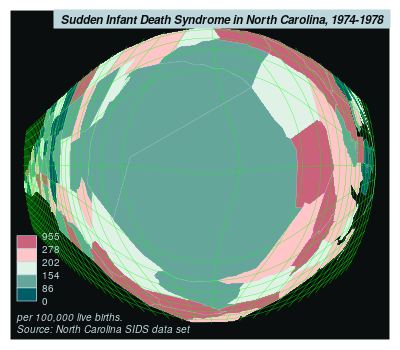 Sudden Infant Death Syndrome in North Carolina, 1974-1978
955
278
202
154
86
0
per 100,000 live births.
Source: North Carolina SIDS data set